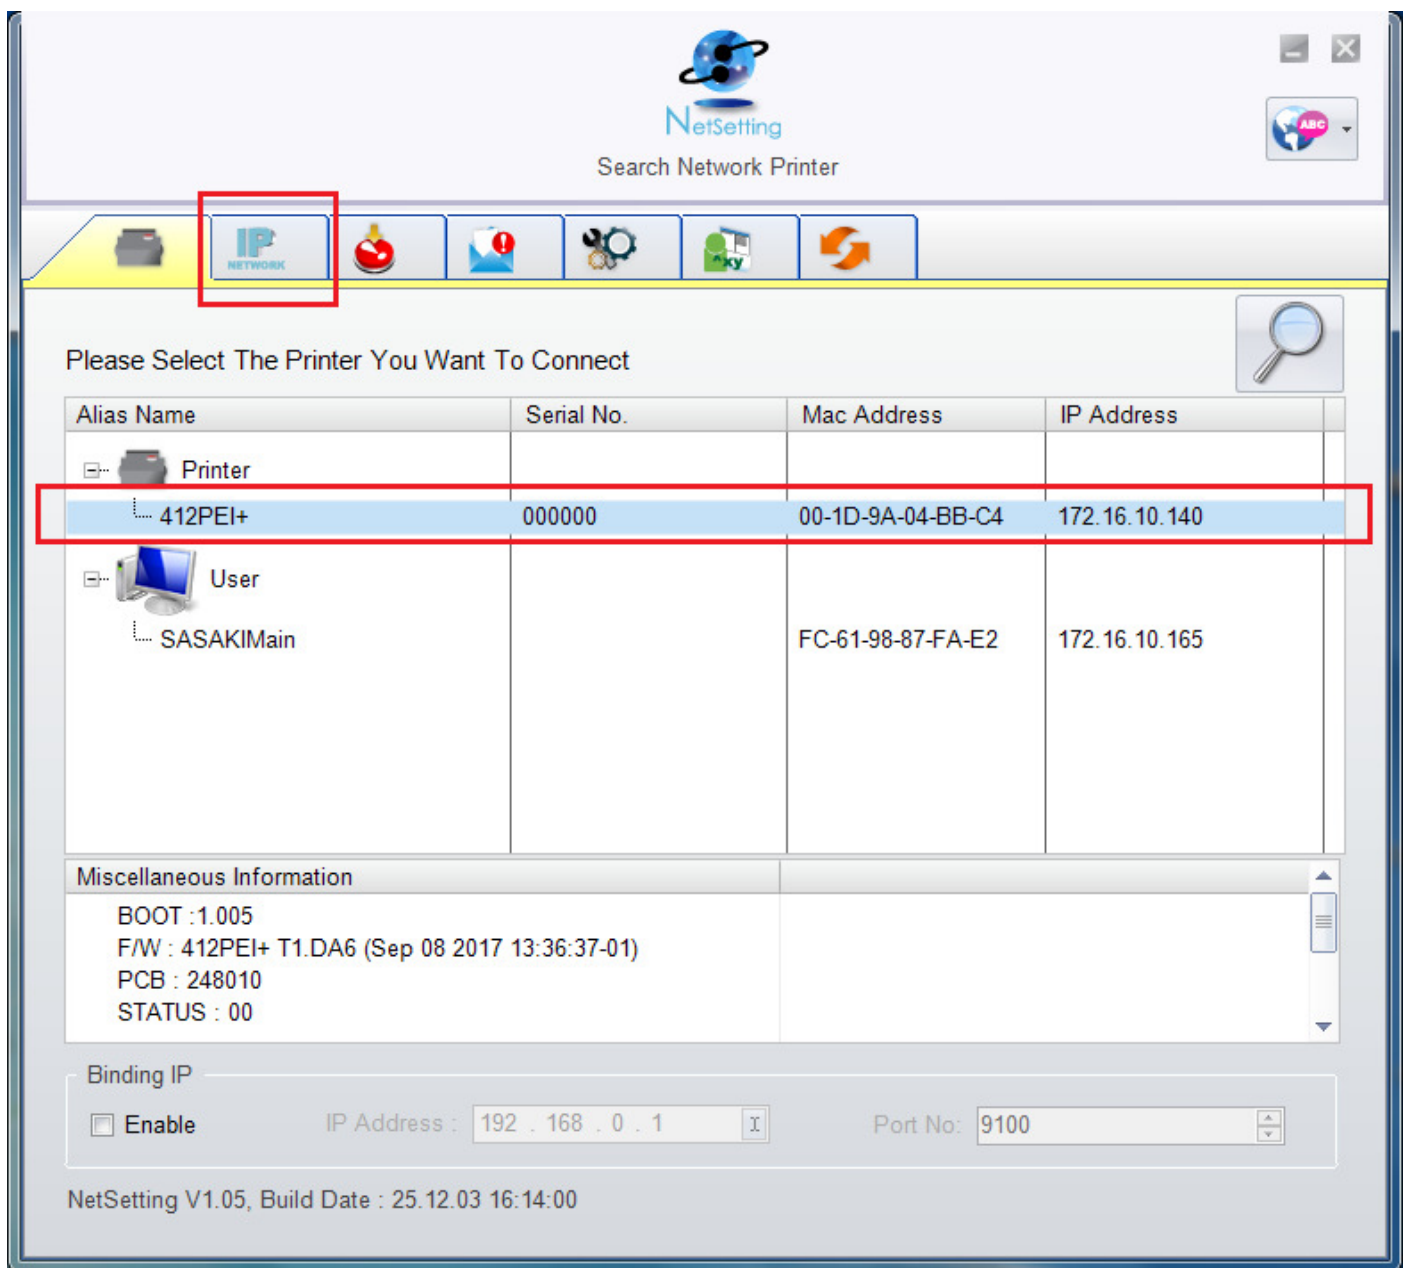 NetSetting
ABC
Search Network Printer
IP
NETWORK
^xy
Please Select The Printer You Want To Connect
Alias Name Serial No. Mac Address IP Address
Printer
412PEI+ 000000 00-1D-9A-04-BB-C4 172.16.10.140
User
SASAKIMain FC-61-98-87-FA-E2 172.16.10.165
Miscellaneous Information
BOOT :1.005
F/W : 412PEI+ T1.DA6 (Sep 08 2017 13:36:37-01)
PCB : 248010
STATUS : 00
Binding IP
Enable IP Address : 192 . 168 . 0 . 1 Port No: 9100
NetSetting V1.05, Build Date : 25.12.03 16:14:00